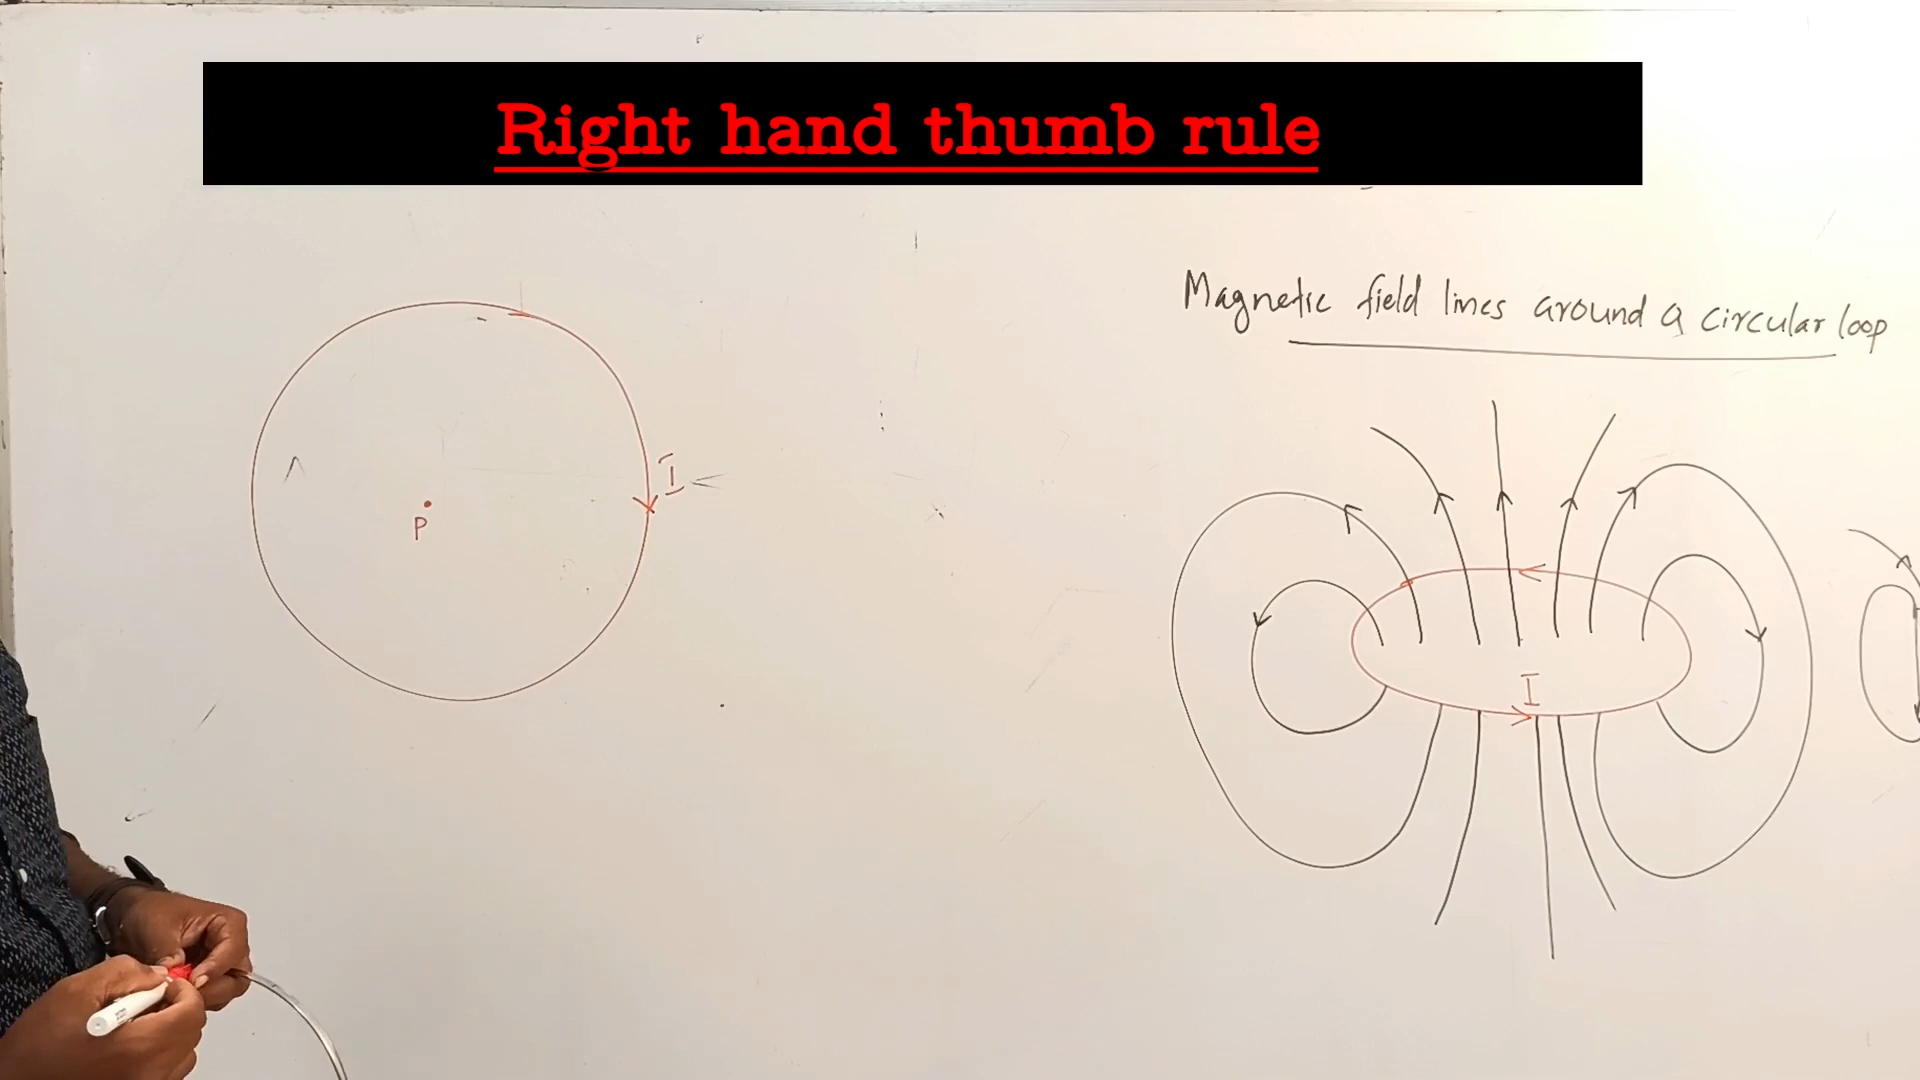 Right hand thumb rule
Magnetic field lines around a circular loop
I
P
I